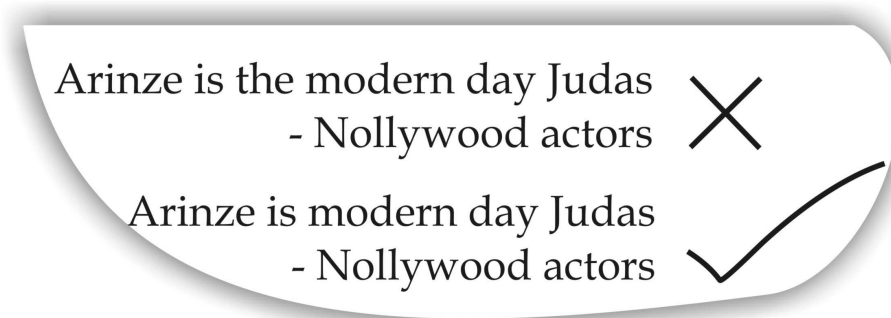 Arinze is the modern day Judas
- Nollywood actors
Arinze is modern day Judas
- Nollywood actors